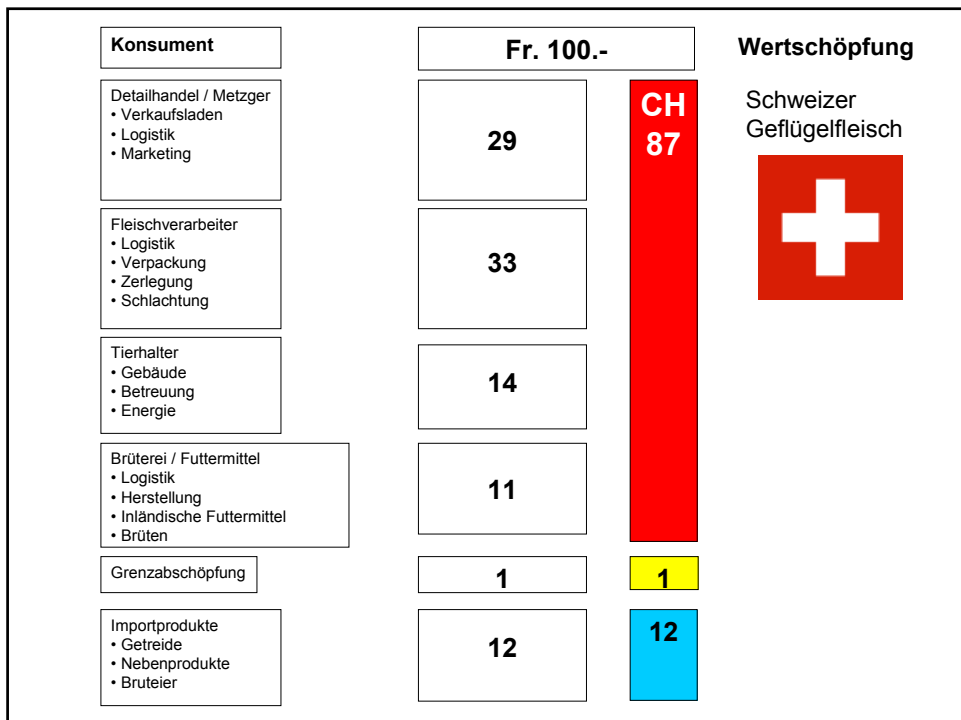 Konsument
Fr. 100.-
Wertschöpfung
Detailhandel / Metzger
• Verkaufsladen
• Logistik
• Marketing
29
CH
87
Schweizer
Geflügelfleisch
Fleischverarbeiter
• Logistik
• Verpackung
• Zerlegung
• Schlachtung
33
Tierhalter
• Gebäude
• Betreuung
• Energie
14
Brüterei / Futtermittel
• Logistik
• Herstellung
• Inländische Futtermittel
• Brüten
11
Grenzabschöpfung
1
1
Importprodukte
• Getreide
• Nebenprodukte
• Bruteier
12
12